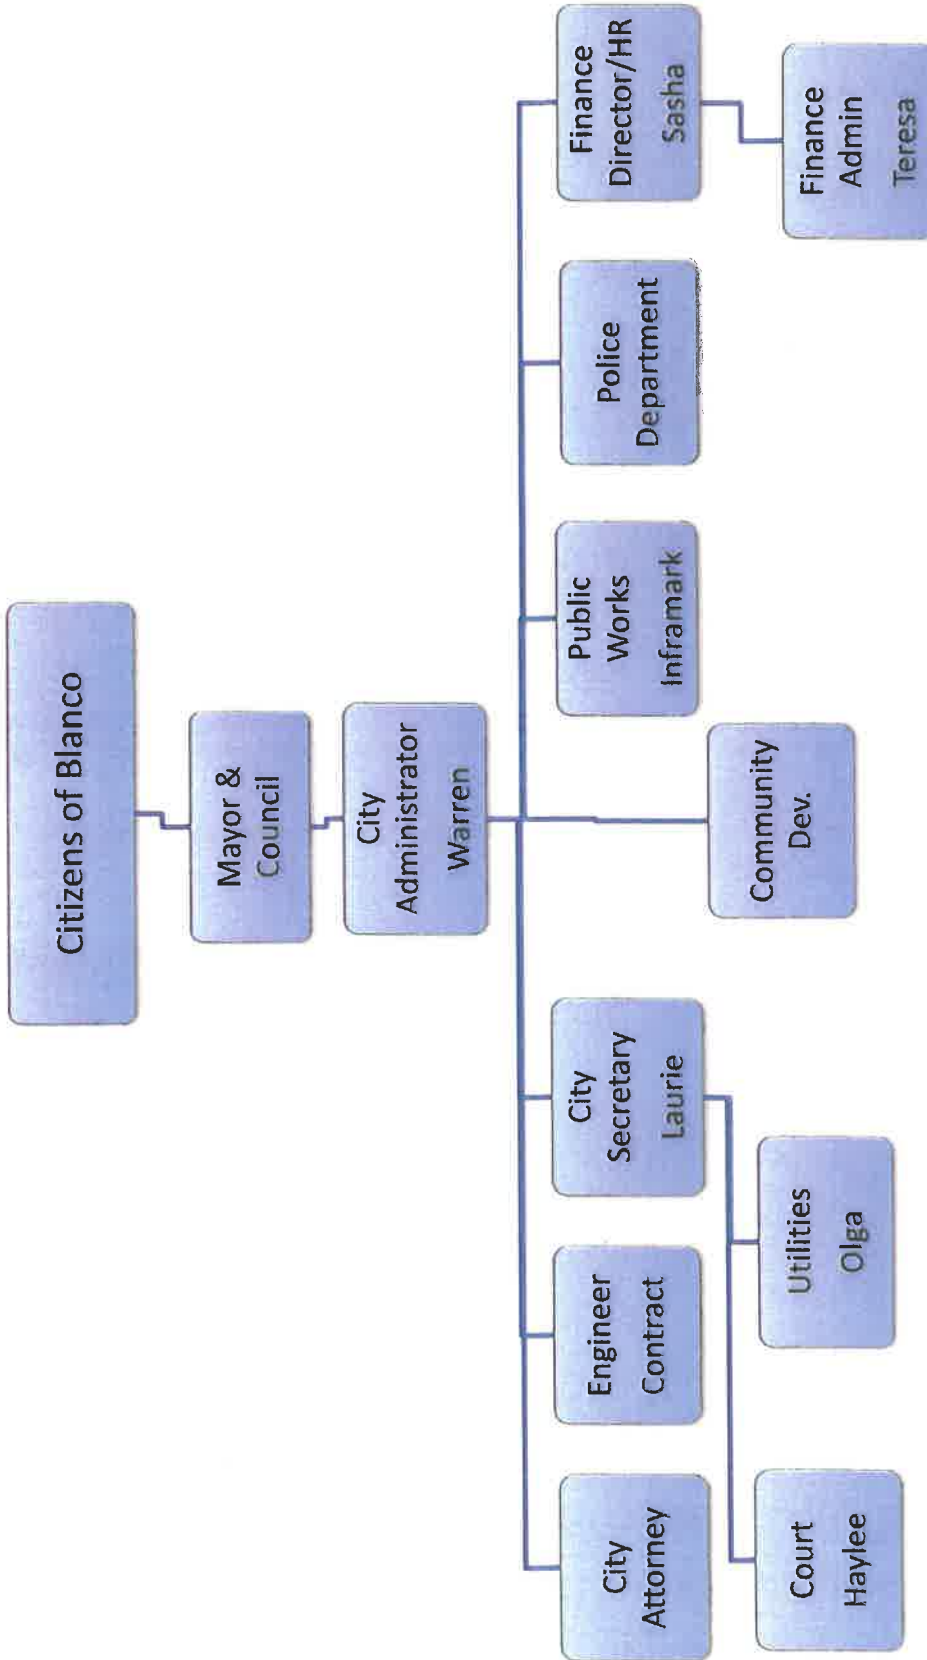 Citizens of Blanco
Mayor &
Council
City
Administrator
Warren
City
Attorney
Engineer
Contract
City
Secretary
Laurie
Community
Dev.
Public
Works
Inframark
Police
Department
Finance
Director/HR
Sasha
Court
Haylee
Utilities
Olga
Finance
Admin
Teresa